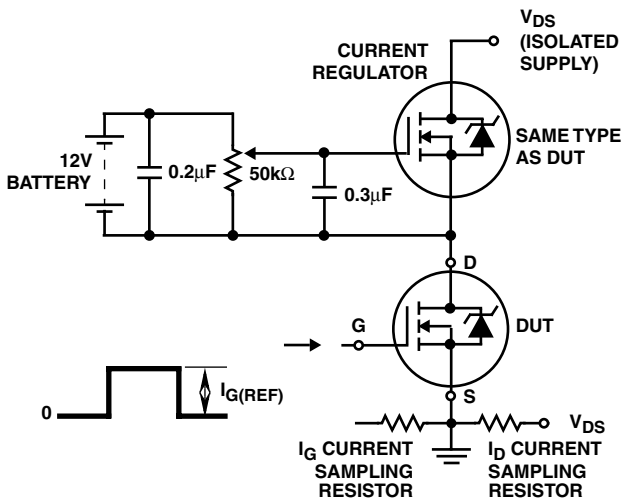 V_DS
(ISOLATED
SUPPLY)
CURRENT
REGULATOR
SAME TYPE
AS DUT
12V
BATTERY
0.2µF
50kΩ
0.3µF
D
DUT
G
I_G(REF)
0
S
V_DS
I_G CURRENT
SAMPLING
RESISTOR
I_D CURRENT
SAMPLING
RESISTOR